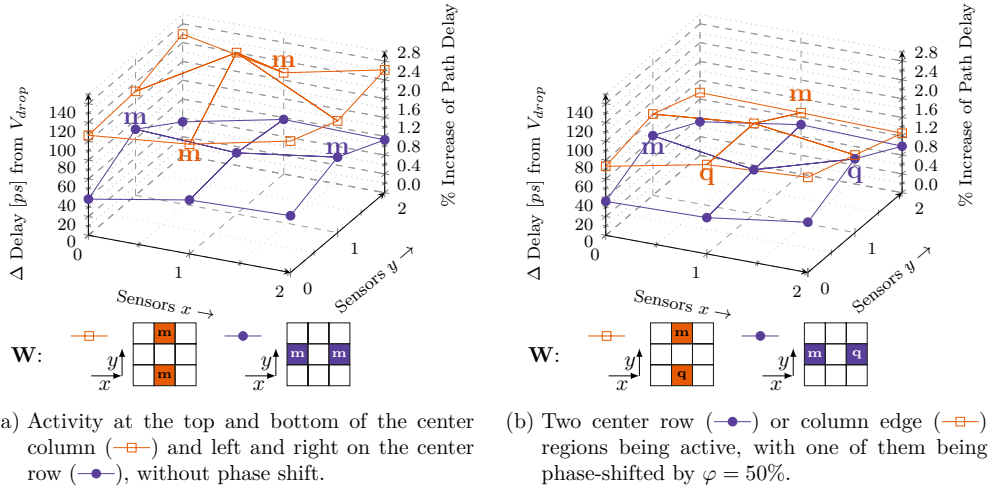 Δ Delay [ps] from V_drop
140
120
100
80
60
40
20
0
0
1
2
Sensors x →
0
1
2
Sensors y →
2.8
2.4
2.0
1.6
1.2
0.8
0.4
0.0
% Increase of Path Delay
m
m
m
m
W:
y
x
m
m
m
m
a) Activity at the top and bottom of the center
column ( ) and left and right on the center
row ( ), without phase shift.
Δ Delay [ps] from V_drop
140
120
100
80
60
40
20
0
0
1
2
Sensors x →
0
1
2
Sensors y →
2.8
2.4
2.0
1.6
1.2
0.8
0.4
0.0
% Increase of Path Delay
m
m
q
q
W:
y
x
m
q
m
q
(b) Two center row ( ) or column edge ( )
regions being active, with one of them being
phase-shifted by φ = 50%.